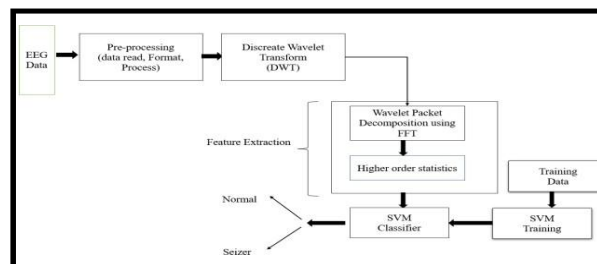 EEG
Data
Pre-processing
(data read, Format,
Process)
Discreate Wavelet
Transform
(DWT)
Feature Extraction
Wavelet Packet
Decomposition using
FFT
Higher order statistics
Training
Data
Normal
SVM
Classifier
SVM
Training
Seizer